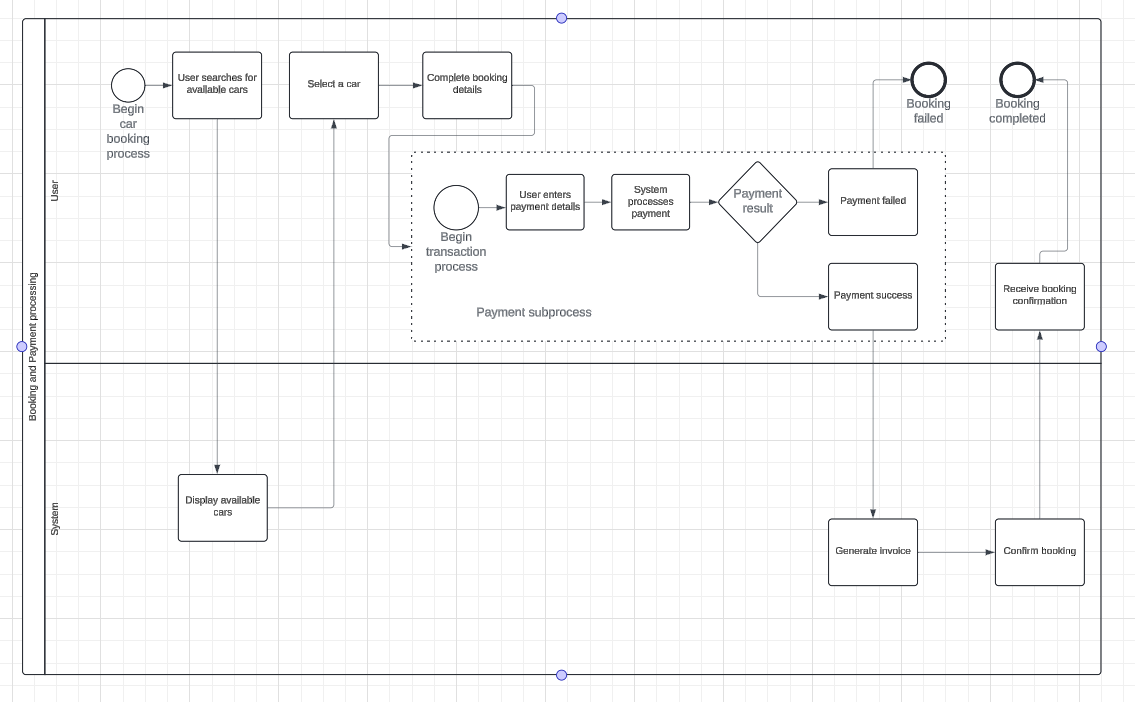 Booking and Payment processing
User
Begin
car
booking
process
User searches for
available cars
Select a car
Complete booking
details
Booking
failed
Booking
completed
Begin
transaction
process
User enters
payment details
System
processes
payment
Payment
result
Payment failed
Payment success
Payment subprocess
Receive booking
confirmation
System
Display available
cars
Generate invoice
Confirm booking